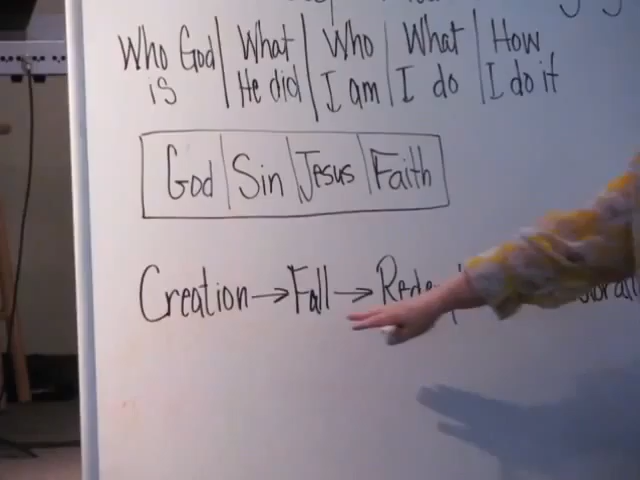 Who God | What | Who | What | How
is | He did | I am | I do | I do it
God | Sin | Jesus | Faith
Creation → Fall →